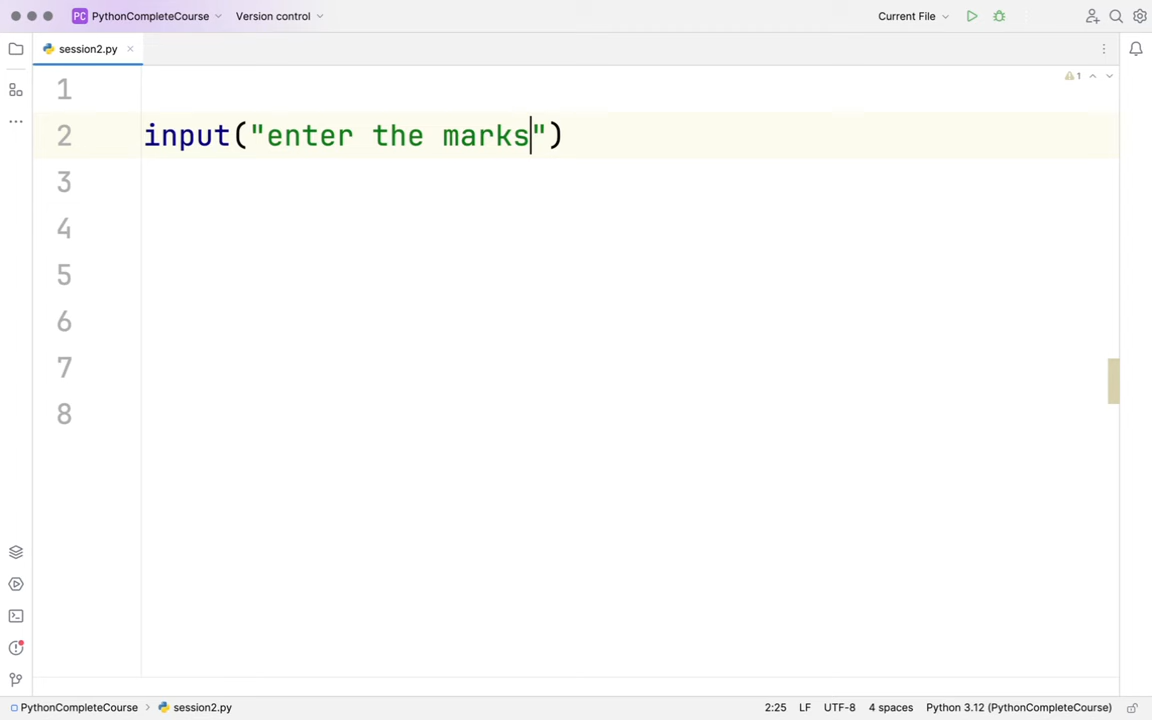 PC PythonCompleteCourse Version control Current File
session2.py
1
1
2 input("enter the marks")
3
4
5
6
7
8
PythonCompleteCourse session2.py 2:25 LF UTF-8 4 spaces Python 3.12 (PythonCompleteCourse)